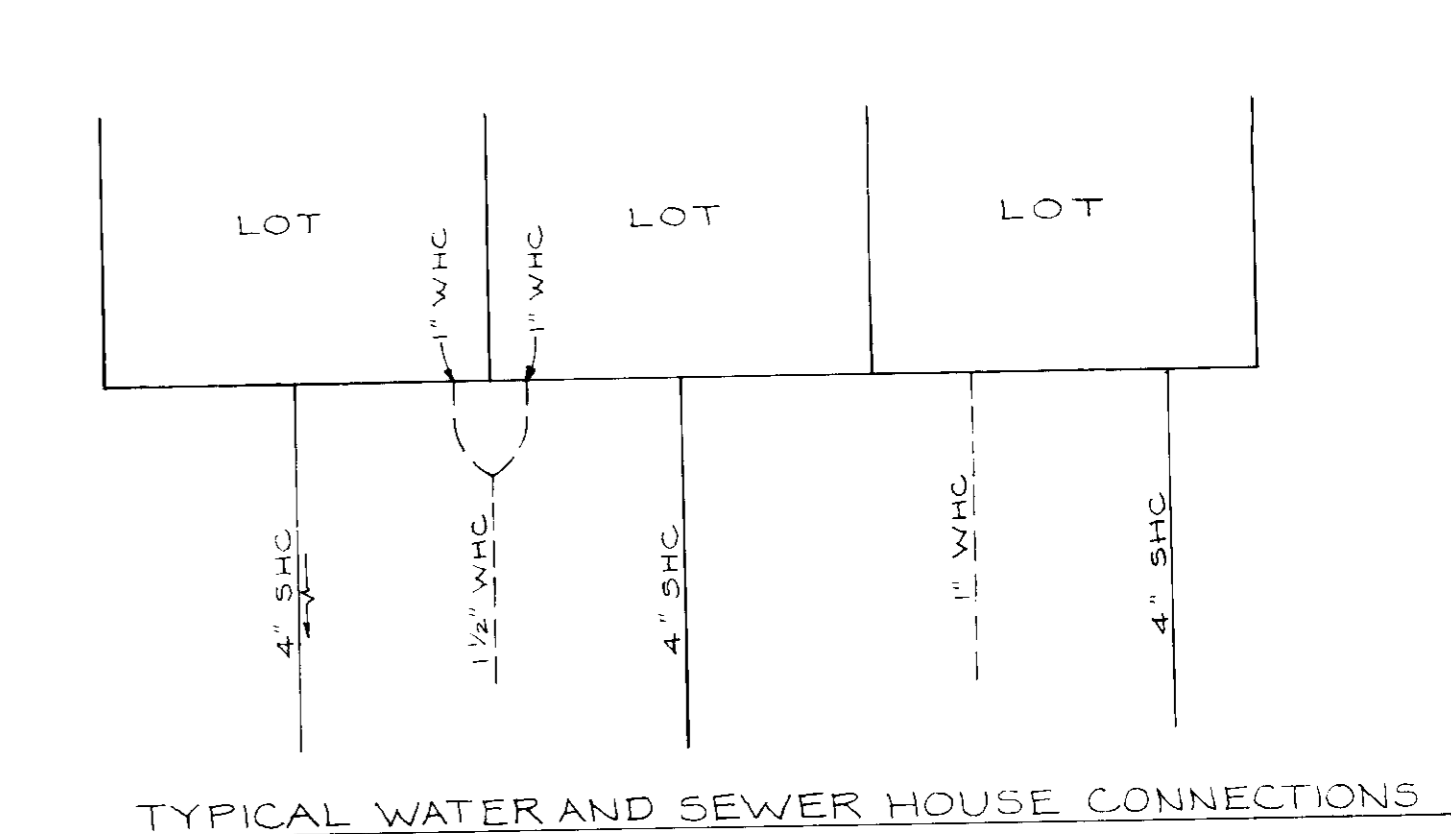 LOT
LOT
LOT
1" WHC
1" WHC
4" SHC
1 1/2" WHC
4" SHC
1" WHC
4" SHC
TYPICAL WATER AND SEWER HOUSE CONNECTIONS